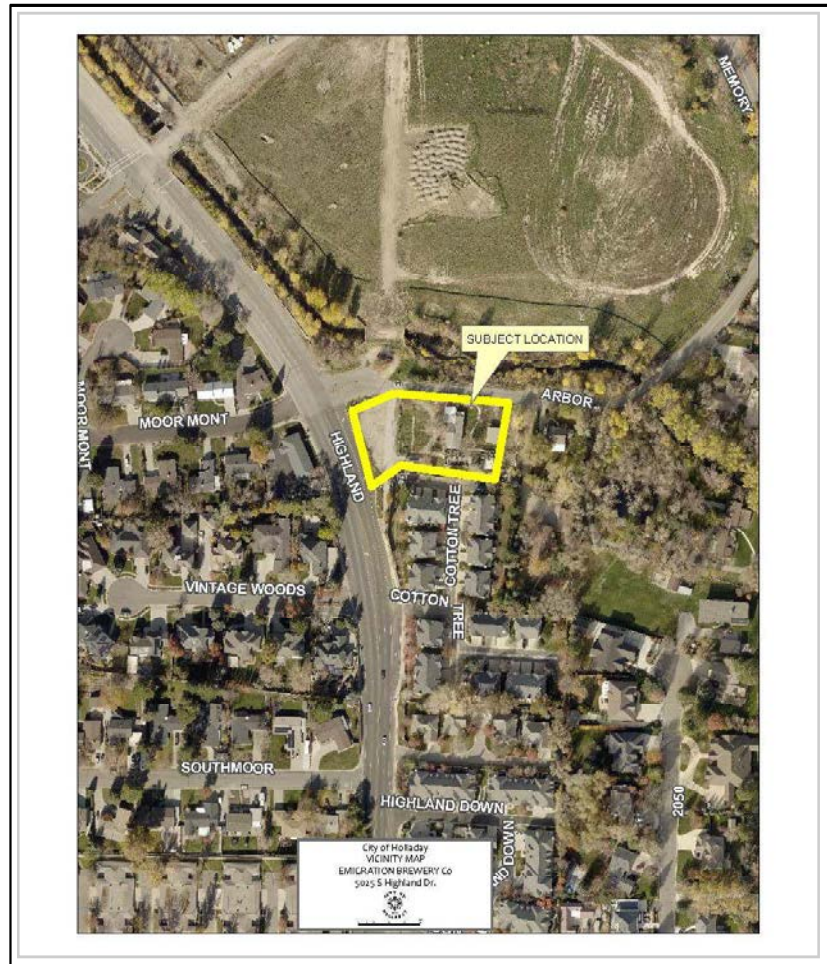 MEMORY
SUBJECT LOCATION
ARBOR
MOOR MONT
MOOR MONT
HIGHLAND
COTTON TREE
VINTAGE WOODS
COTTON
TREE
SOUTHMOOR
HIGHLAND DOWN
2050
ND DOWN
City of Holladay
VICINITY MAP
EMIGRATION BREWERY Co
5025 S Highland Dr.